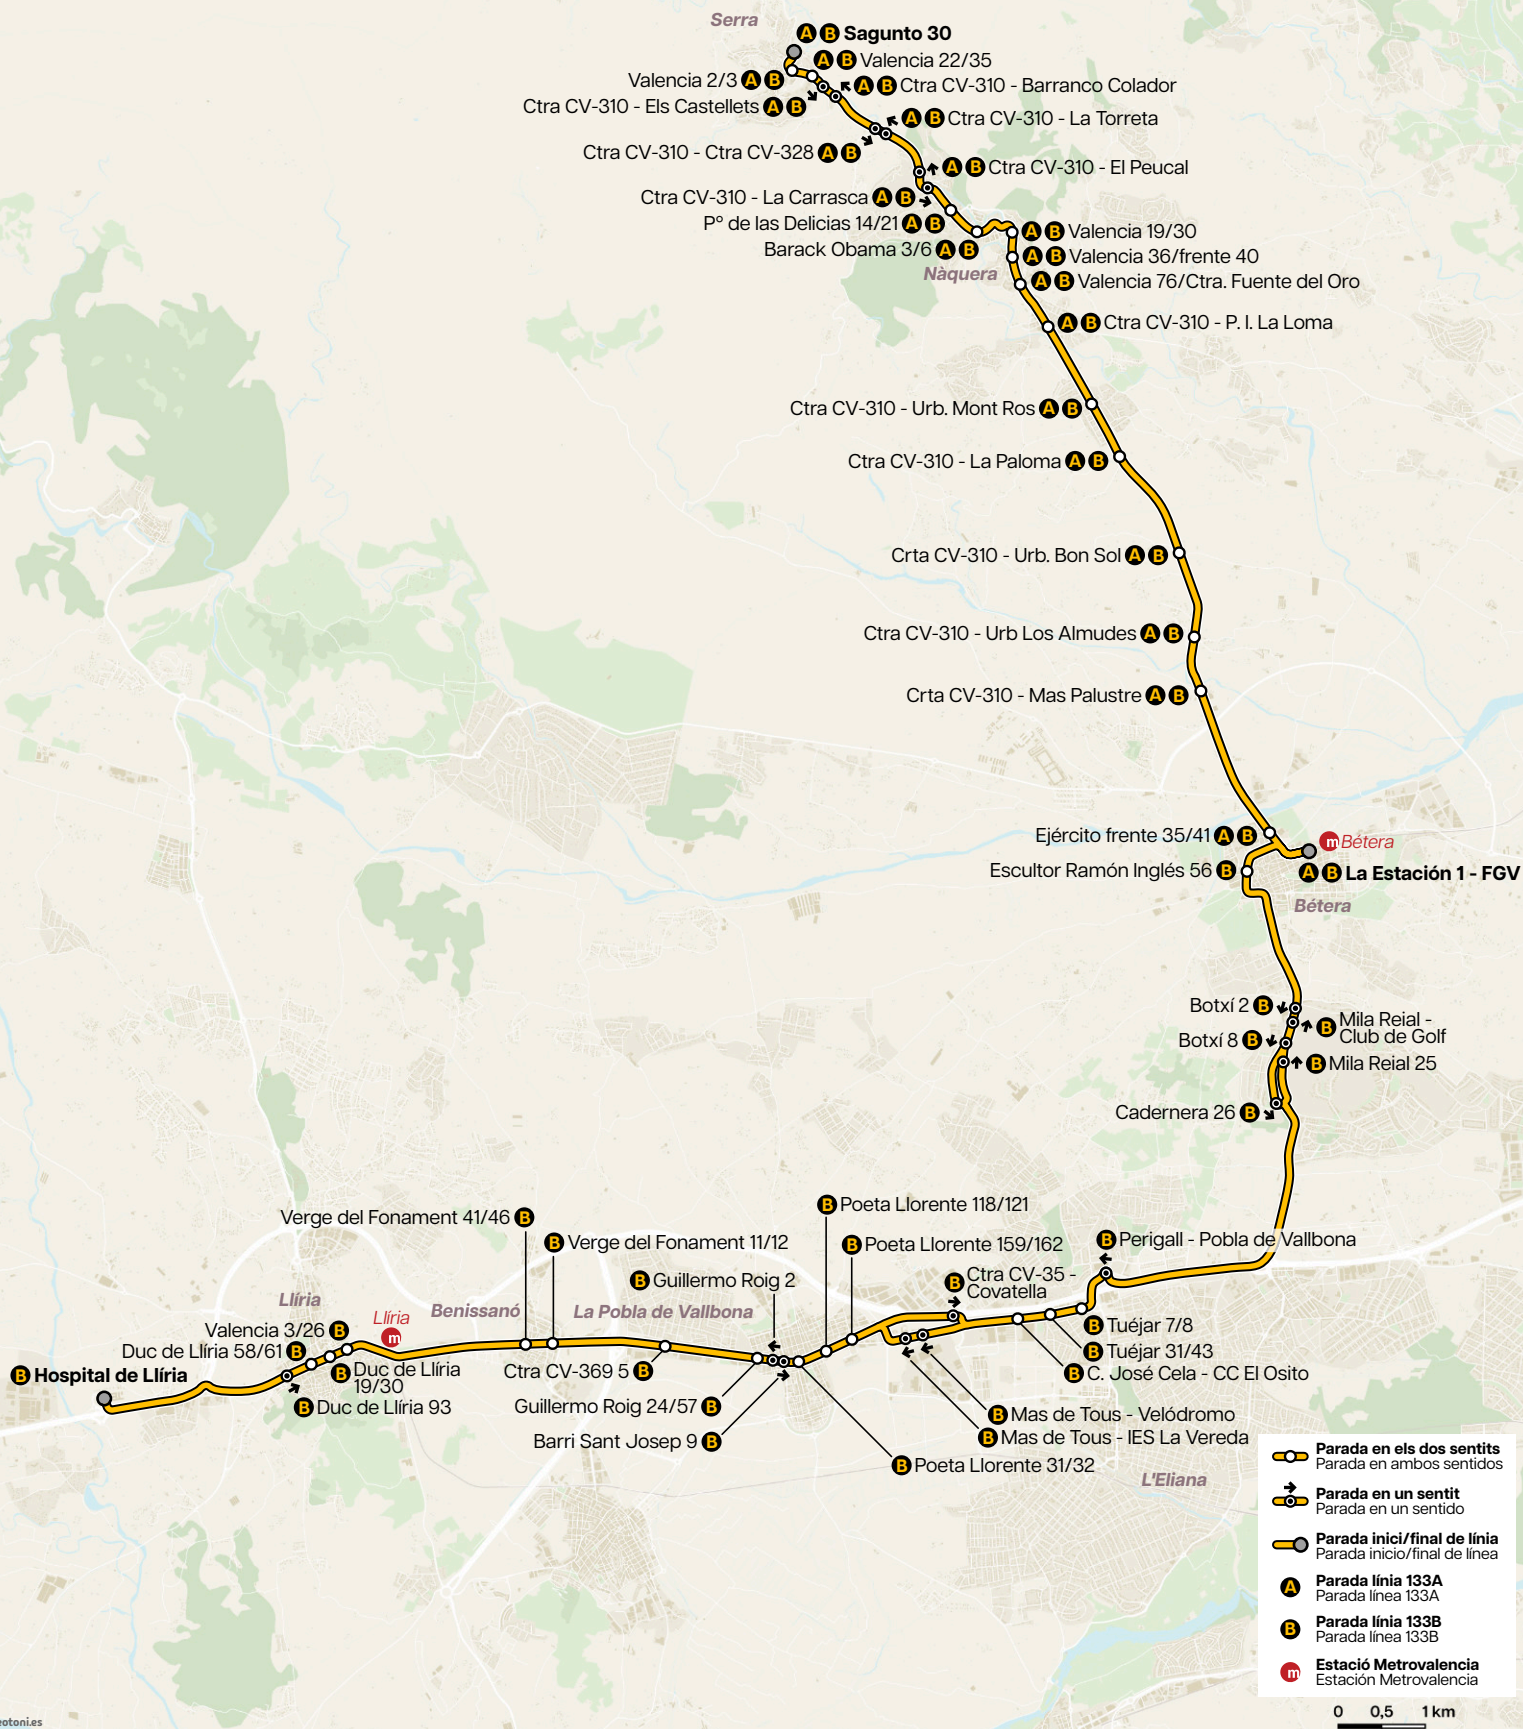 Serra
A B Sagunto 30
A B Valencia 22/35
Valencia 2/3 A B
A B Ctra CV-310 - Barranco Colador
Ctra CV-310 - Els Castellets A B
A B Ctra CV-310 - La Torreta
Ctra CV-310 - Ctra CV-328 A B
A B Ctra CV-310 - El Peucal
Ctra CV-310 - La Carrasca A B
Pº de las Delicias 14/21 A B
A B Valencia 19/30
Barack Obama 3/6 A B
A B Valencia 36/frente 40
Nàquera
A B Valencia 76/Ctra. Fuente del Oro
A B Ctra CV-310 - P. I. La Loma
Ctra CV-310 - Urb. Mont Ros A B
Ctra CV-310 - La Paloma A B
Crta CV-310 - Urb. Bon Sol A B
Ctra CV-310 - Urb Los Almudes A B
Crta CV-310 - Mas Palustre A B
Ejército frente 35/41 A B
m Bétera
Escultor Ramón Inglés 56 B
A B La Estación 1 - FGV
Bétera
Botxí 2 B
B Mila Reial -
Club de Golf
Botxí 8 B
B Mila Reial 25
Cadernera 26 B
B Poeta Llorente 118/121
Verge del Fonament 41/46 B
B Perigall - Pobla de Vallbona
B Verge del Fonament 11/12
B Poeta Llorente 159/162
B Guillermo Roig 2
B Ctra CV-35 -
Covatella
Llíria
Benissanó
La Pobla de Vallbona
Llíria
m
Valencia 3/26 B
B Tuéjar 7/8
Duc de Llíria 58/61 B
B Tuéjar 31/43
B Hospital de Llíria
B Duc de Llíria
19/30
Ctra CV-369 5 B
B C. José Cela - CC El Osito
B Duc de Llíria 93
Guillermo Roig 24/57 B
B Mas de Tous - Velódromo
Barri Sant Josep 9 B
B Mas de Tous - IES La Vereda
B Poeta Llorente 31/32
L'Eliana
Parada en els dos sentits
Parada en ambos sentidos
Parada en un sentit
Parada en un sentido
Parada inici/final de línia
Parada inicio/final de línea
A Parada línia 133A
Parada línea 133A
B Parada línia 133B
Parada línea 133B
m Estació Metrovalencia
Estación Metrovalencia
0 0,5 1 km
otoni.es